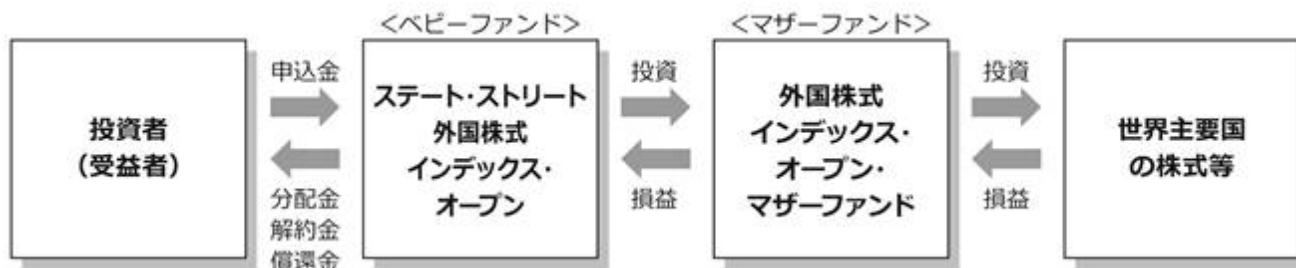 <ベビーファンド>
<マザーファンド>
投資者
(受益者)
申込金
分配金
解約金
償還金
ステート・ストリート
外国株式
インデックス・
オープン
投資
損益
外国株式
インデックス・
オープン・
マザーファンド
投資
損益
世界主要国
の株式等